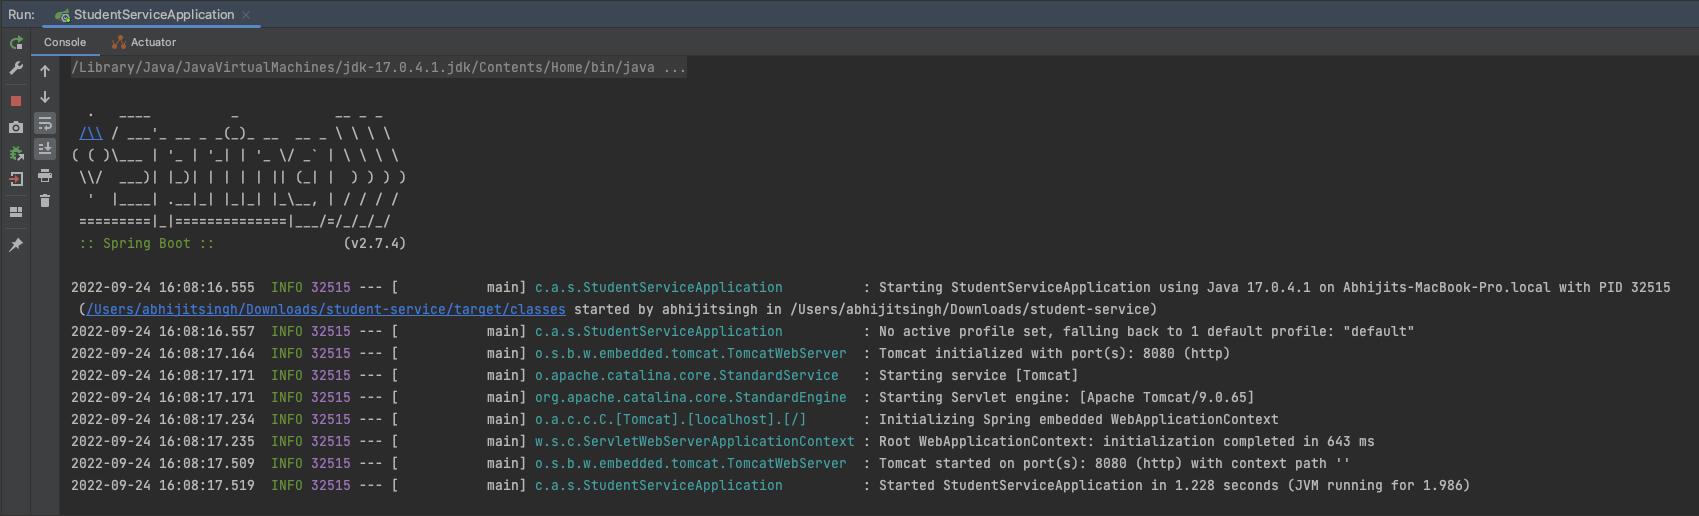 Run: StudentServiceApplication
Console Actuator
/Library/Java/JavaVirtualMachines/jdk-17.0.4.1.jdk/Contents/Home/bin/java ...
  .   ____          _            __ _ _
 /\\ / ___'_ __ _ _(_)_ __  __ _ \ \ \ \
( ( )\___ | '_ | '_| | '_ \/ _` | \ \ \ \
 \\/  ___)| |_)| | | | | || (_| |  ) ) ) )
  '  |____| .__|_| |_|_| |_\__, | / / / /
 =========|_|==============|___/=/_/_/_/
 :: Spring Boot ::                (v2.7.4)
2022-09-24 16:08:16.555  INFO 32515 --- [           main] c.a.s.StudentServiceApplication          : Starting StudentServiceApplication using Java 17.0.4.1 on Abhijits-MacBook-Pro.local with PID 32515
 (/Users/abhijitsingh/Downloads/student-service/target/classes started by abhijitsingh in /Users/abhijitsingh/Downloads/student-service)
2022-09-24 16:08:16.557  INFO 32515 --- [           main] c.a.s.StudentServiceApplication          : No active profile set, falling back to 1 default profile: "default"
2022-09-24 16:08:17.164  INFO 32515 --- [           main] o.s.b.w.embedded.tomcat.TomcatWebServer  : Tomcat initialized with port(s): 8080 (http)
2022-09-24 16:08:17.171  INFO 32515 --- [           main] o.apache.catalina.core.StandardService   : Starting service [Tomcat]
2022-09-24 16:08:17.171  INFO 32515 --- [           main] org.apache.catalina.core.StandardEngine  : Starting Servlet engine: [Apache Tomcat/9.0.65]
2022-09-24 16:08:17.234  INFO 32515 --- [           main] o.a.c.c.C.[Tomcat].[localhost].[/]       : Initializing Spring embedded WebApplicationContext
2022-09-24 16:08:17.235  INFO 32515 --- [           main] w.s.c.ServletWebServerApplicationContext : Root WebApplicationContext: initialization completed in 643 ms
2022-09-24 16:08:17.509  INFO 32515 --- [           main] o.s.b.w.embedded.tomcat.TomcatWebServer  : Tomcat started on port(s): 8080 (http) with context path ''
2022-09-24 16:08:17.519  INFO 32515 --- [           main] c.a.s.StudentServiceApplication          : Started StudentServiceApplication in 1.228 seconds (JVM running for 1.986)